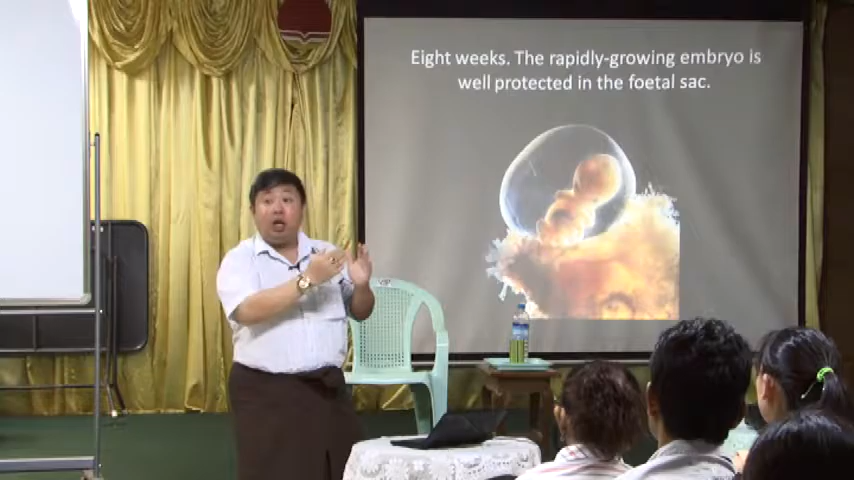 Eight weeks. The rapidly-growing embryo is
well protected in the foetal sac.